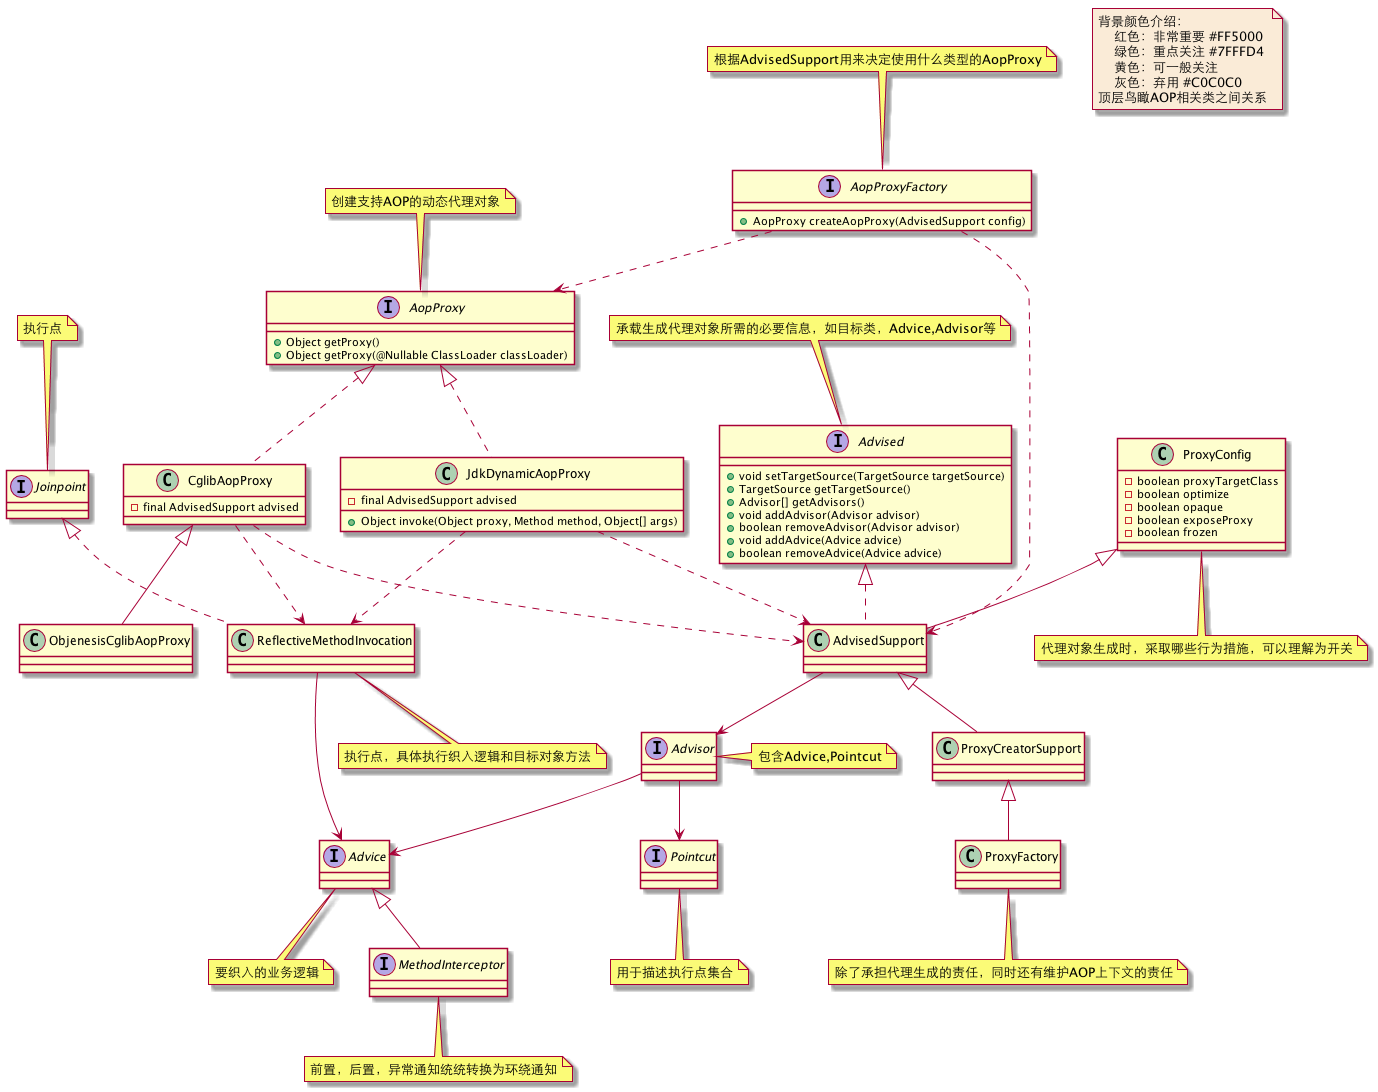 背景颜色介绍：
红色：非常重要 #FF5000
绿色：重点关注 #7FFFD4
黄色：可一般关注
灰色：弃用 #C0C0C0
顶层鸟瞰AOP相关类之间关系
根据AdvisedSupport用来决定使用什么类型的AopProxy
I AopProxyFactory
AopProxy createAopProxy(AdvisedSupport config)
创建支持AOP的动态代理对象
I AopProxy
Object getProxy()
Object getProxy(@Nullable ClassLoader classLoader)
执行点
承载生成代理对象所需的必要信息，如目标类，Advice,Advisor等
I Joinpoint
C CglibAopProxy
final AdvisedSupport advised
C JdkDynamicAopProxy
final AdvisedSupport advised
Object invoke(Object proxy, Method method, Object[] args)
I Advised
void setTargetSource(TargetSource targetSource)
TargetSource getTargetSource()
Advisor[] getAdvisors()
void addAdvisor(Advisor advisor)
boolean removeAdvisor(Advisor advisor)
void addAdvice(Advice advice)
boolean removeAdvice(Advice advice)
C ProxyConfig
boolean proxyTargetClass
boolean optimize
boolean opaque
boolean exposeProxy
boolean frozen
C ObjenesisCglibAopProxy
C ReflectiveMethodInvocation
C AdvisedSupport
代理对象生成时，采取哪些行为措施，可以理解为开关
执行点，具体执行织入逻辑和目标对象方法
I Advisor
包含Advice,Pointcut
C ProxyCreatorSupport
I Advice
I Pointcut
C ProxyFactory
要织入的业务逻辑
I MethodInterceptor
用于描述执行点集合
除了承担代理生成的责任，同时还有维护AOP上下文的责任
前置，后置，异常通知统统转换为环绕通知